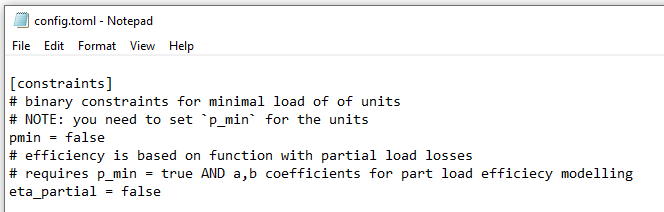 config.toml - Notepad
File Edit Format View Help
[constraints]
# binary constraints for minimal load of of units
# NOTE: you need to set `p_min` for the units
pmin = false
# efficiency is based on function with partial load losses
# requires p_min = true AND a,b coefficients for part load efficiecy modelling
eta_partial = false